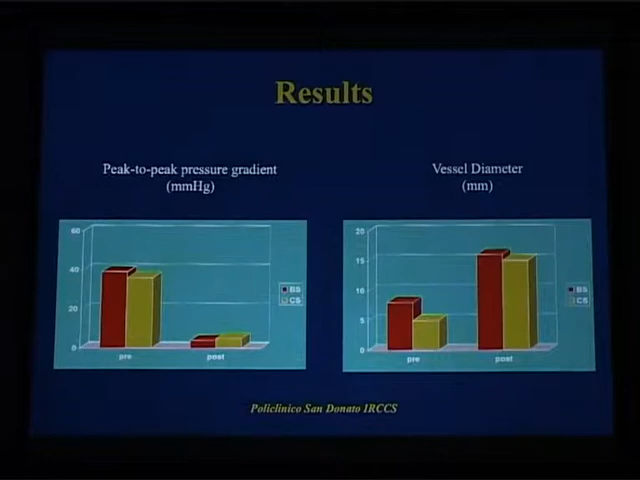 Results
Peak-to-peak pressure gradient
(mmHg)
Vessel Diameter
(mm)
60
40
20
0
pre
post
BS
CS
20
15
10
5
0
pre
post
BS
CS
Policlinico San Donato IRCCS